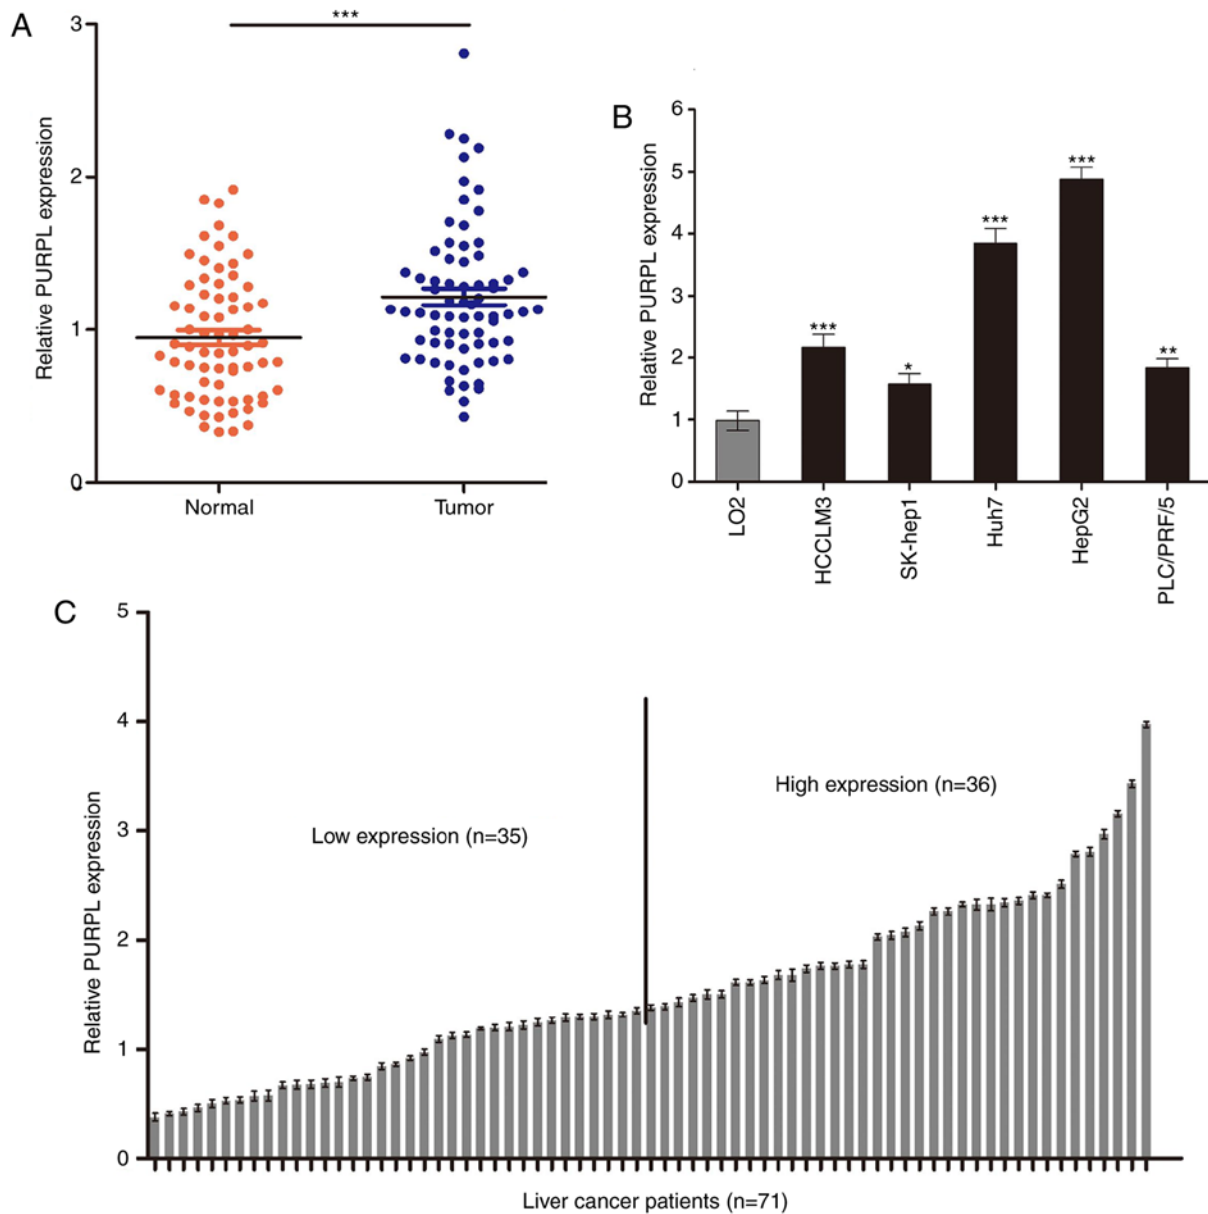 A
Relative PURPL expression
3
2
1
0
***
Normal
Tumor
B
Relative PURPL expression
6
5
4
3
2
1
0
***
*
***
***
**
LO2
HCCLM3
SK-hep1
Huh7
HepG2
PLC/PRF/5
C
Relative PURPL expression
5
4
3
2
1
0
Low expression (n=35)
High expression (n=36)
Liver cancer patients (n=71)